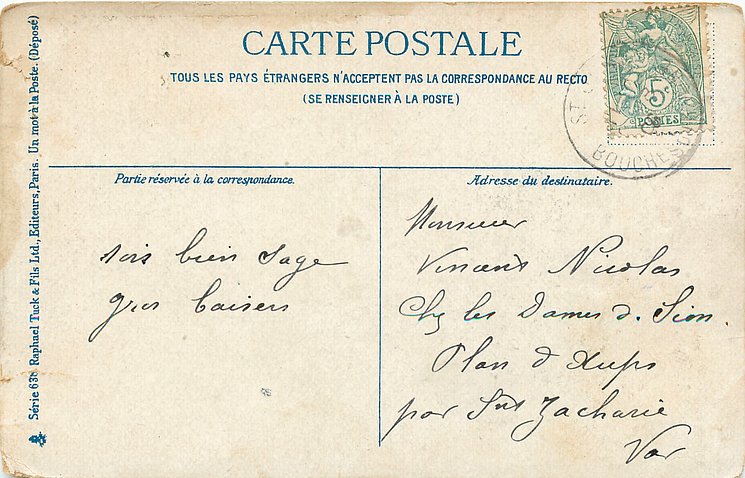 CARTE POSTALE
TOUS LES PAYS ÉTRANGERS N'ACCEPTENT PAS LA CORRESPONDANCE AU RECTO
(SE RENSEIGNER À LA POSTE)
5c
POSTES
ST
BOUCHES
Partie réservée à la correspondance.
sois bien sage
gros baisers
Adresse du destinataire.
Monsieur
Vincent Nicolas
Chez les Dames d. Sion.
Plan d'Aups
par Snt Zacharie
Var
Série 636 Raphael Tuck & Fils Ltd., Editeurs, Paris. Un mot à la Poste. (Déposé)